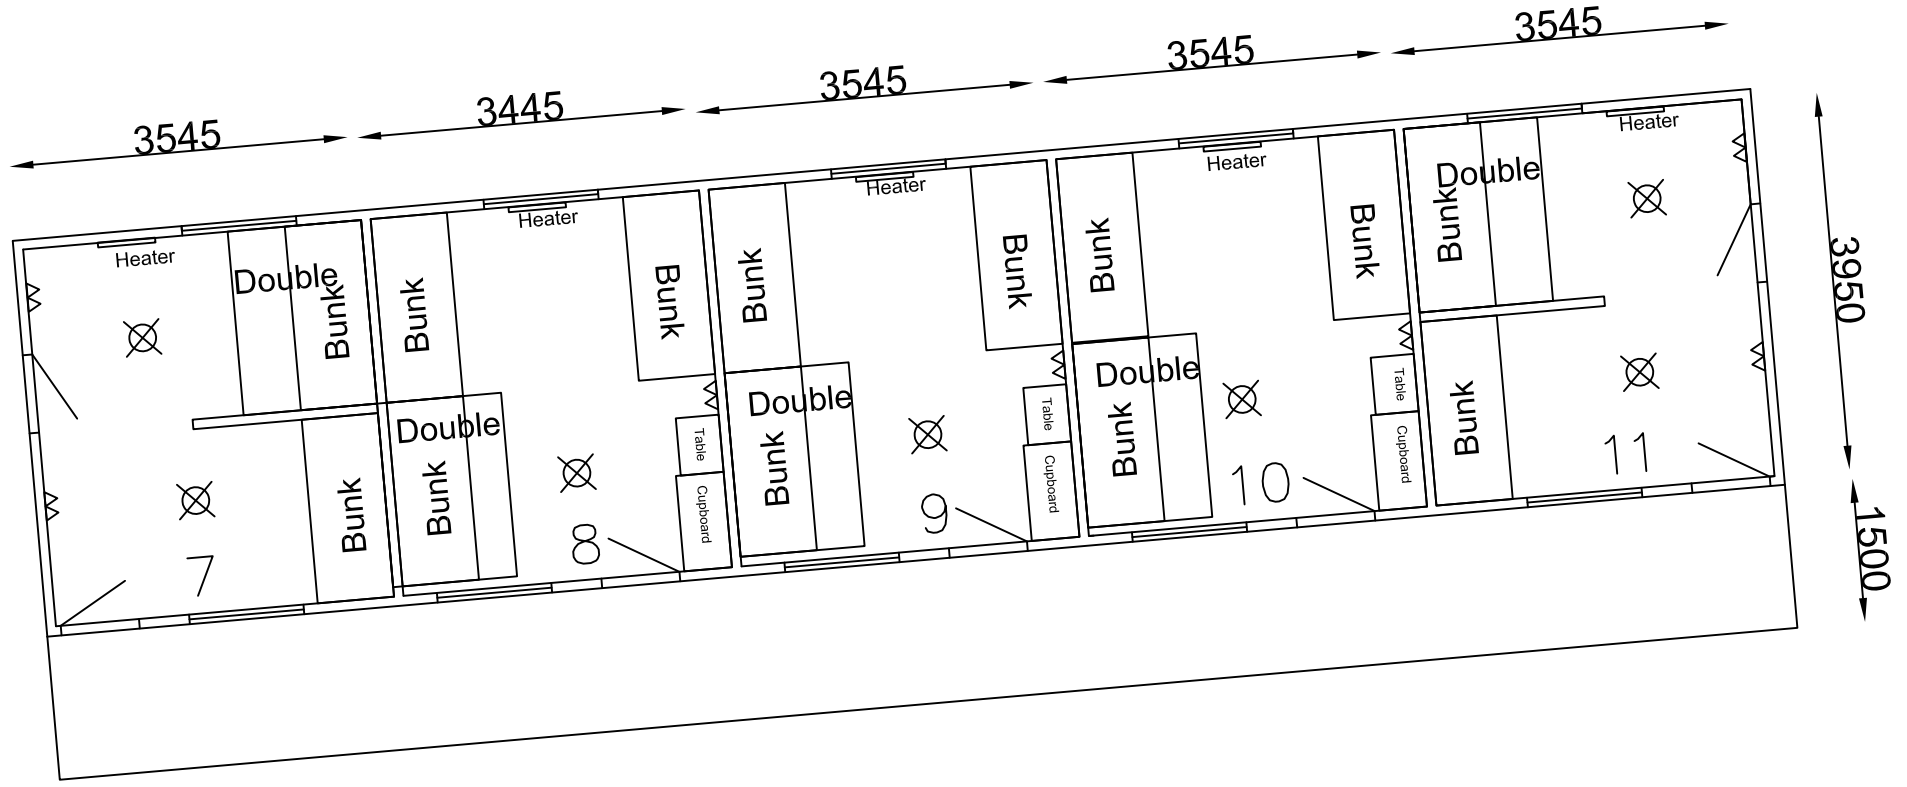 3545
3445
3545
3545
3545
Heater
Heater
Heater
Heater
Heater
Double
Bunk
Bunk
7
Bunk
Double
Bunk
Bunk
Table
Cupboard
8
Bunk
Double
Bunk
Bunk
Table
Cupboard
9
Bunk
Double
Bunk
Bunk
Table
Cupboard
10
Double
Bunk
Bunk
11
3950
1500